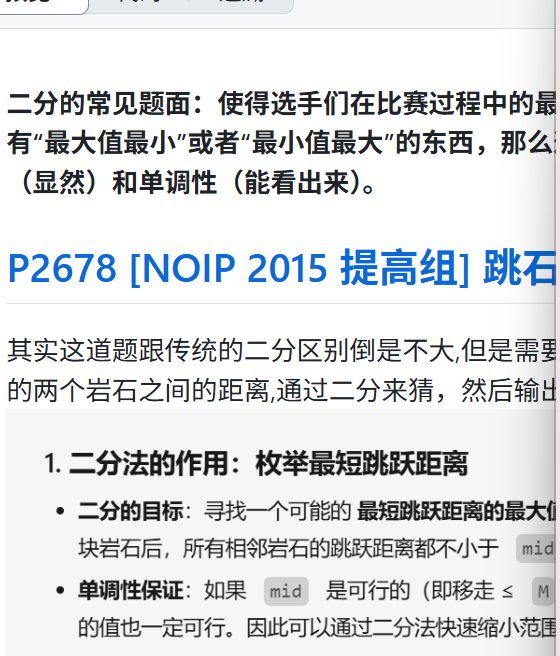 二分的常见题面：使得选手们在比赛过程中的最
有“最大值最小”或者“最小值最大”的东西，那么
（显然）和单调性（能看出来）。
P2678 [NOIP 2015 提高组] 跳石
其实这道题跟传统的二分区别倒是不大,但是需要
的两个岩石之间的距离,通过二分来猜，然后输出
1. 二分法的作用：枚举最短跳跃距离
• 二分的目标：寻找一个可能的 最短跳跃距离的最大值
块岩石后，所有相邻岩石的跳跃距离都不小于 mid
• 单调性保证：如果 mid 是可行的（即移走 ≤ M
的值也一定可行。因此可以通过二分法快速缩小范围